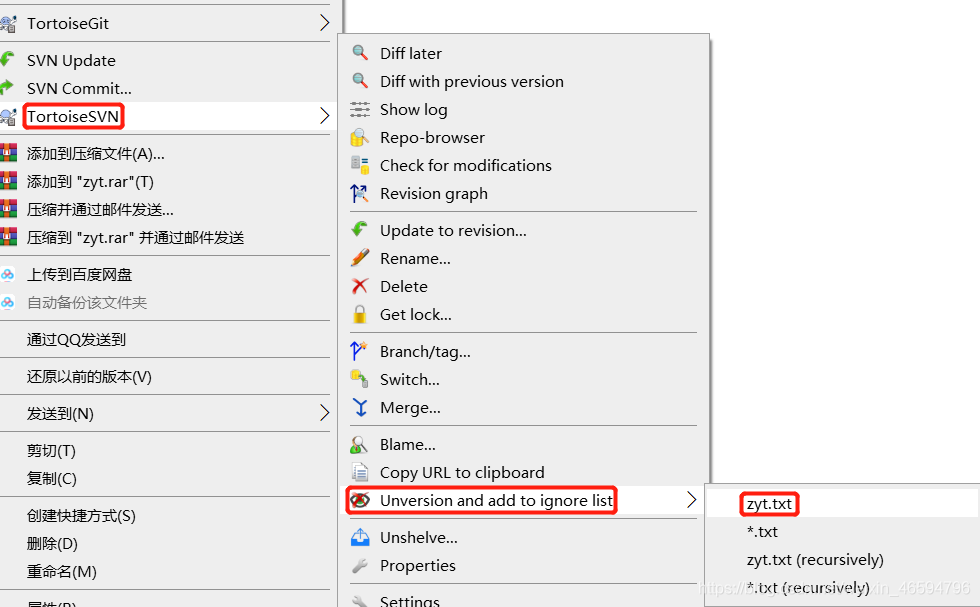 TortoiseGit
SVN Update
SVN Commit...
TortoiseSVN
添加到压缩文件(A)...
添加到 "zyt.rar"(T)
压缩并通过邮件发送...
压缩到 "zyt.rar" 并通过邮件发送
上传到百度网盘
自动备份该文件夹
通过QQ发送到
还原以前的版本(V)
发送到(N)
剪切(T)
复制(C)
创建快捷方式(S)
删除(D)
重命名(M)
属性(R)
Diff later
Diff with previous version
Show log
Repo-browser
Check for modifications
Revision graph
Update to revision...
Rename...
Delete
Get lock...
Branch/tag...
Switch...
Merge...
Blame...
Copy URL to clipboard
Unversion and add to ignore list
Unshelve...
Properties
Settings
zyt.txt
*.txt
zyt.txt (recursively)
*.txt (recursively)